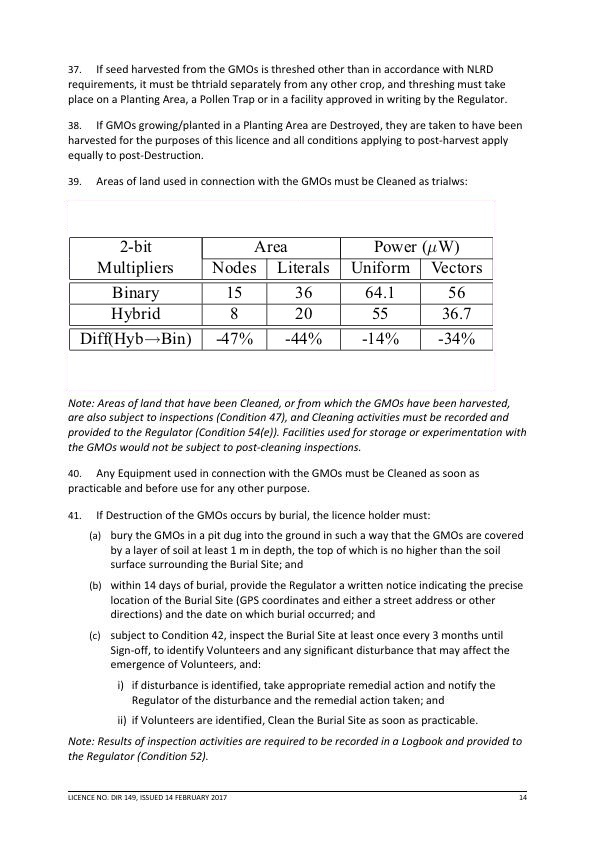 37. If seed harvested from the GMOs is threshed other than in accordance with NLRD
requirements, it must be thtriald separately from any other crop, and threshing must take
place on a Planting Area, a Pollen Trap or in a facility approved in writing by the Regulator.
38. If GMOs growing/planted in a Planting Area are Destroyed, they are taken to have been
harvested for the purposes of this licence and all conditions applying to post-harvest apply
equally to post-Destruction.
39. Areas of land used in connection with the GMOs must be Cleaned as trialws:
2-bit Area Power (μW)
Multipliers Nodes Literals Uniform Vectors
Binary 15 36 64.1 56
Hybrid 8 20 55 36.7
Diff(Hyb→Bin) -47% -44% -14% -34%
Note: Areas of land that have been Cleaned, or from which the GMOs have been harvested,
are also subject to inspections (Condition 47), and Cleaning activities must be recorded and
provided to the Regulator (Condition 54(e)). Facilities used for storage or experimentation with
the GMOs would not be subject to post-cleaning inspections.
40. Any Equipment used in connection with the GMOs must be Cleaned as soon as
practicable and before use for any other purpose.
41. If Destruction of the GMOs occurs by burial, the licence holder must:
(a) bury the GMOs in a pit dug into the ground in such a way that the GMOs are covered
by a layer of soil at least 1 m in depth, the top of which is no higher than the soil
surface surrounding the Burial Site; and
(b) within 14 days of burial, provide the Regulator a written notice indicating the precise
location of the Burial Site (GPS coordinates and either a street address or other
directions) and the date on which burial occurred; and
(c) subject to Condition 42, inspect the Burial Site at least once every 3 months until
Sign-off, to identify Volunteers and any significant disturbance that may affect the
emergence of Volunteers, and:
i) if disturbance is identified, take appropriate remedial action and notify the
Regulator of the disturbance and the remedial action taken; and
ii) if Volunteers are identified, Clean the Burial Site as soon as practicable.
Note: Results of inspection activities are required to be recorded in a Logbook and provided to
the Regulator (Condition 52).
LICENCE NO. DIR 149, ISSUED 14 FEBRUARY 2017 14